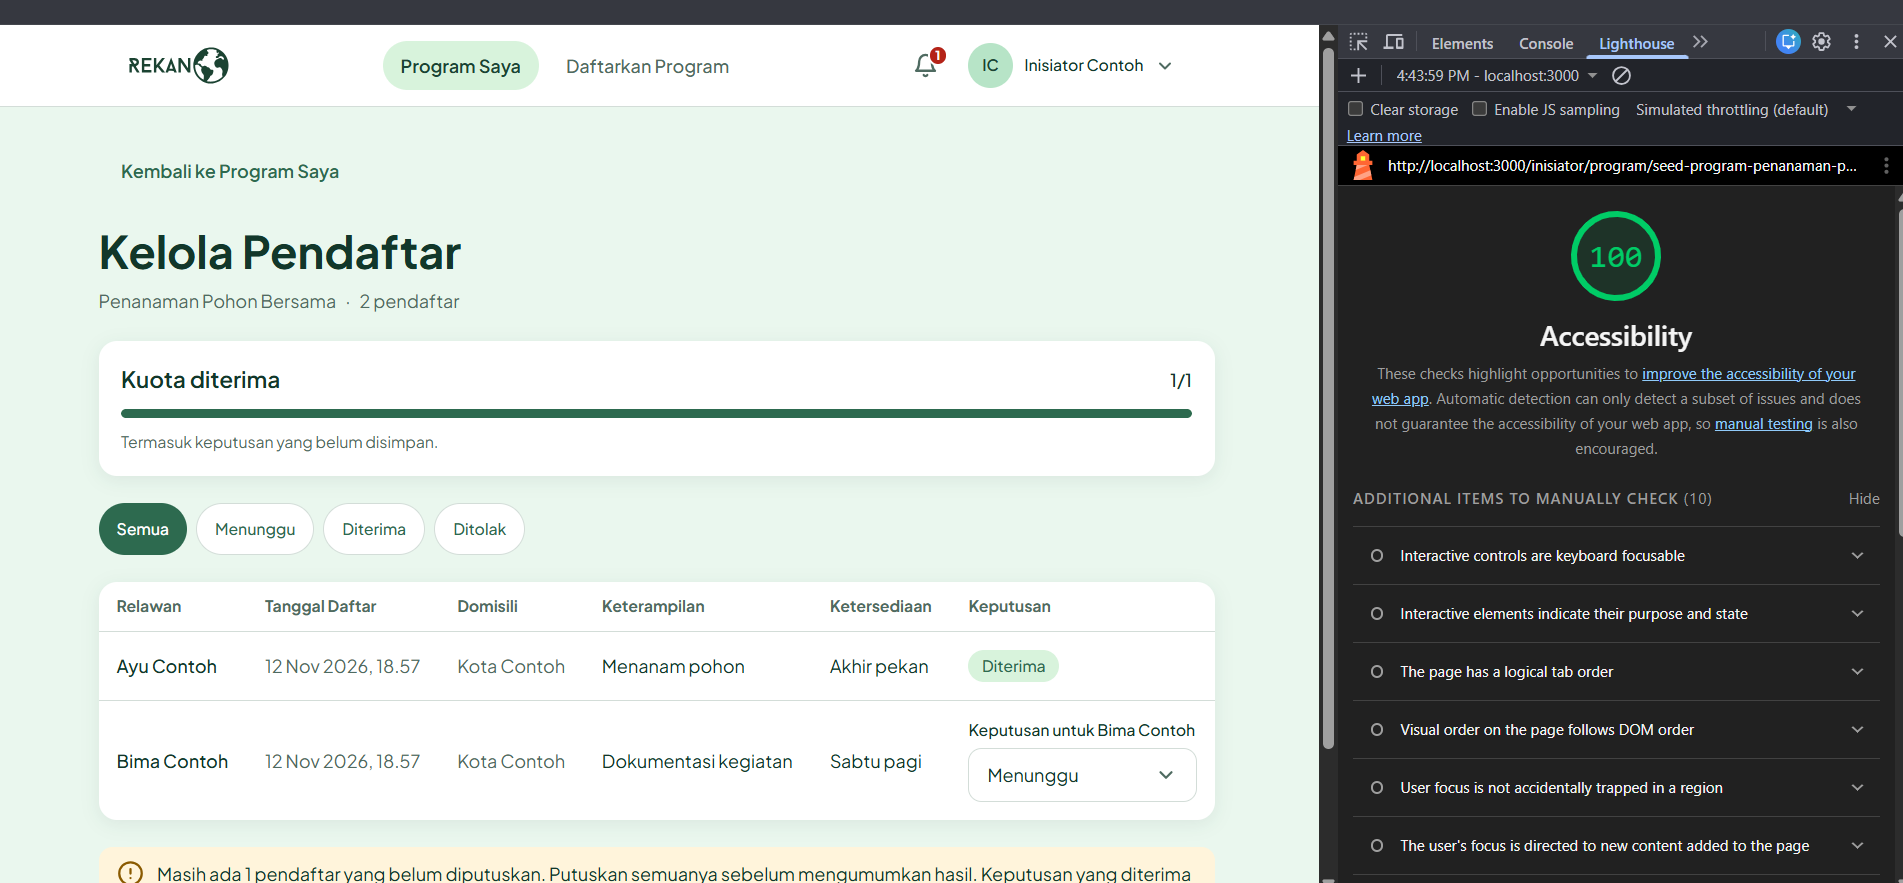 REKAN
Program Saya
Daftarkan Program
1
IC
Inisiator Contoh
Kembali ke Program Saya
Kelola Pendaftar
Penanaman Pohon Bersama · 2 pendaftar
Kuota diterima
1/1
Termasuk keputusan yang belum disimpan.
Semua
Menunggu
Diterima
Ditolak
Relawan Tanggal Daftar Domisili Keterampilan Ketersediaan Keputusan
Ayu Contoh 12 Nov 2026, 18.57 Kota Contoh Menanam pohon Akhir pekan Diterima
Keputusan untuk Bima Contoh
Bima Contoh 12 Nov 2026, 18.57 Kota Contoh Dokumentasi kegiatan Sabtu pagi Menunggu
Masih ada 1 pendaftar yang belum diputuskan. Putuskan semuanya sebelum mengumumkan hasil. Keputusan yang diterima
Elements Console Lighthouse
4:43:59 PM - localhost:3000
Clear storage Enable JS sampling Simulated throttling (default)
Learn more
http://localhost:3000/inisiator/program/seed-program-penanaman-p...
100
Accessibility
These checks highlight opportunities to improve the accessibility of your
web app. Automatic detection can only detect a subset of issues and does
not guarantee the accessibility of your web app, so manual testing is also
encouraged.
ADDITIONAL ITEMS TO MANUALLY CHECK (10)
Hide
Interactive controls are keyboard focusable
Interactive elements indicate their purpose and state
The page has a logical tab order
Visual order on the page follows DOM order
User focus is not accidentally trapped in a region
The user's focus is directed to new content added to the page